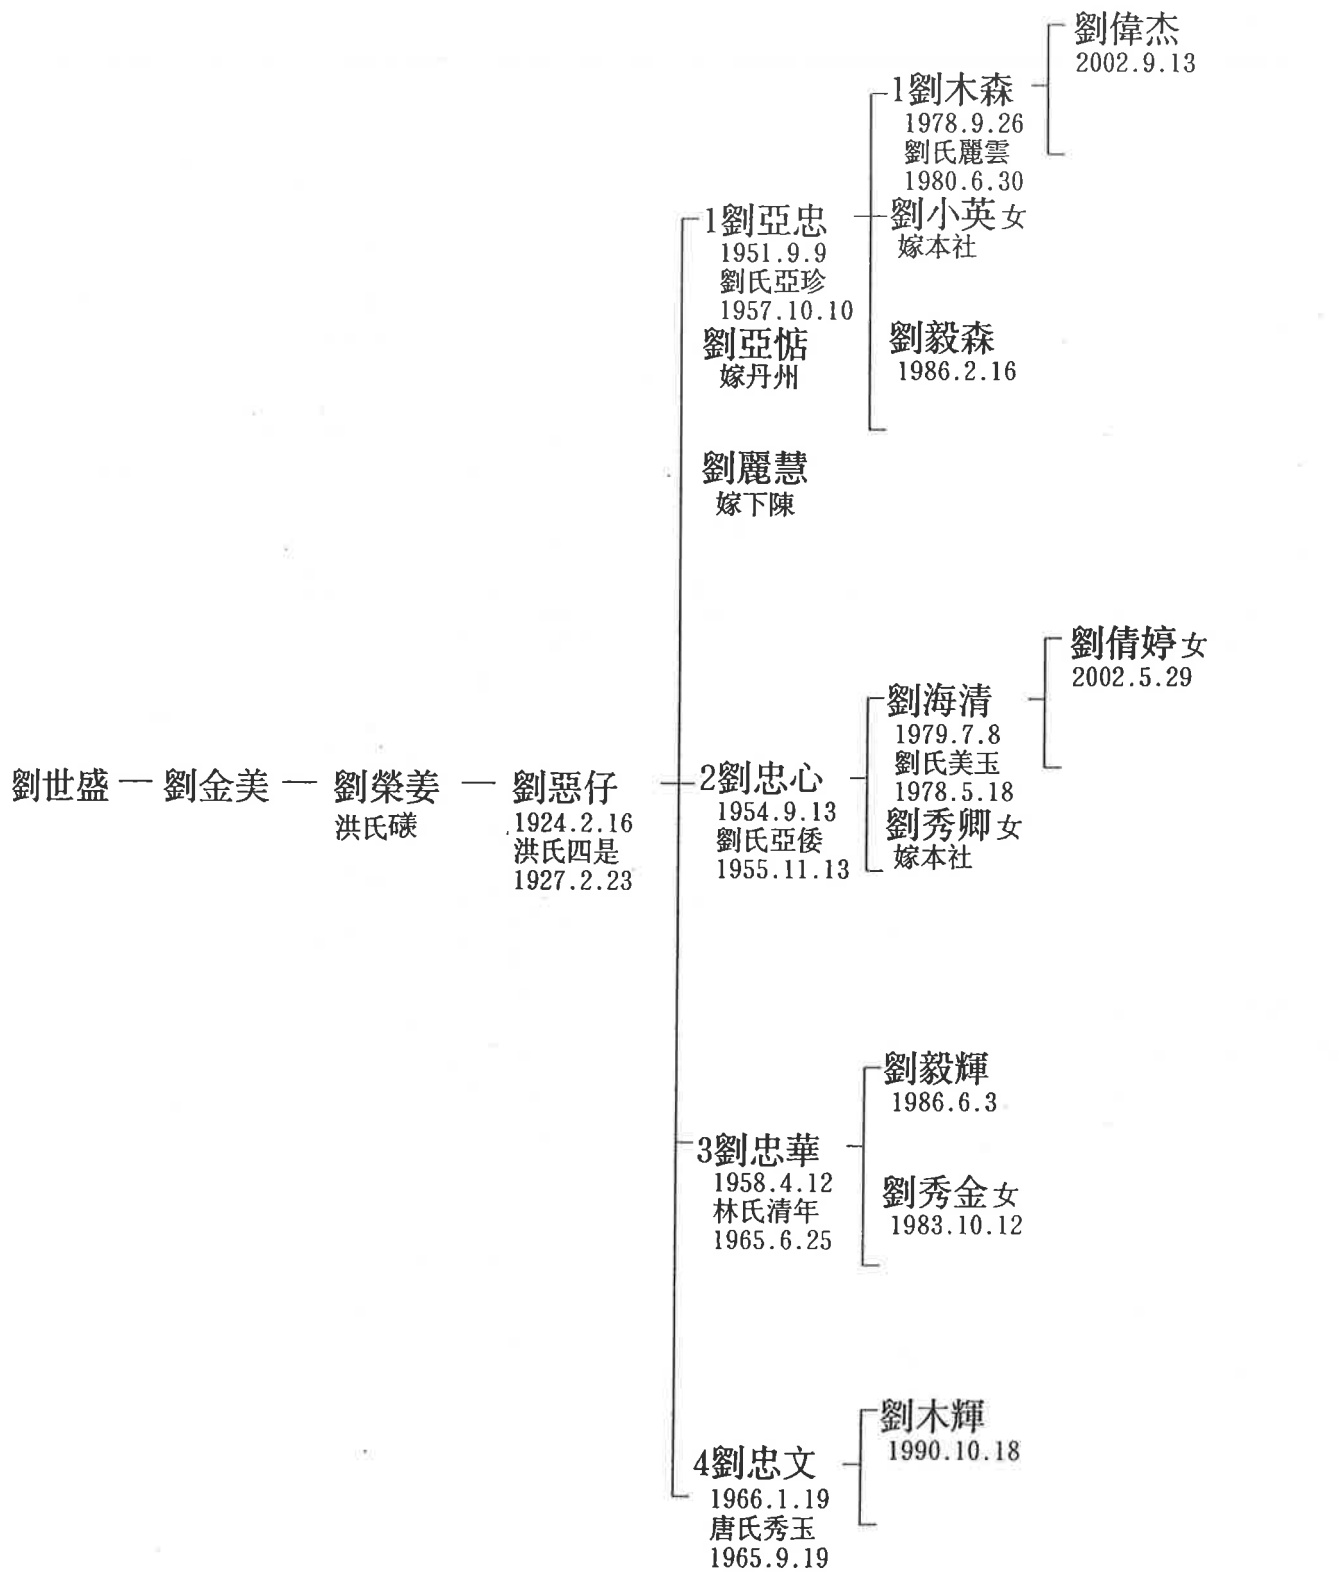 劉世盛
劉金美
劉榮姜
洪氏礞
劉惡仔
1924.2.16
洪氏四是
1927.2.23
1劉亞忠
1951.9.9
劉氏亞珍
1957.10.10
劉亞惦
嫁丹州
劉麗慧
嫁下陳
2劉忠心
1954.9.13
劉氏亞倭
1955.11.13
3劉忠華
1958.4.12
林氏清年
1965.6.25
4劉忠文
1966.1.19
唐氏秀玉
1965.9.19
1劉木森
1978.9.26
劉氏麗雲
1980.6.30
劉小英女
嫁本社
劉毅森
1986.2.16
劉海清
1979.7.8
劉氏美玉
1978.5.18
劉秀卿女
嫁本社
劉毅輝
1986.6.3
劉秀金女
1983.10.12
劉木輝
1990.10.18
劉偉杰
2002.9.13
劉倩婷女
2002.5.29